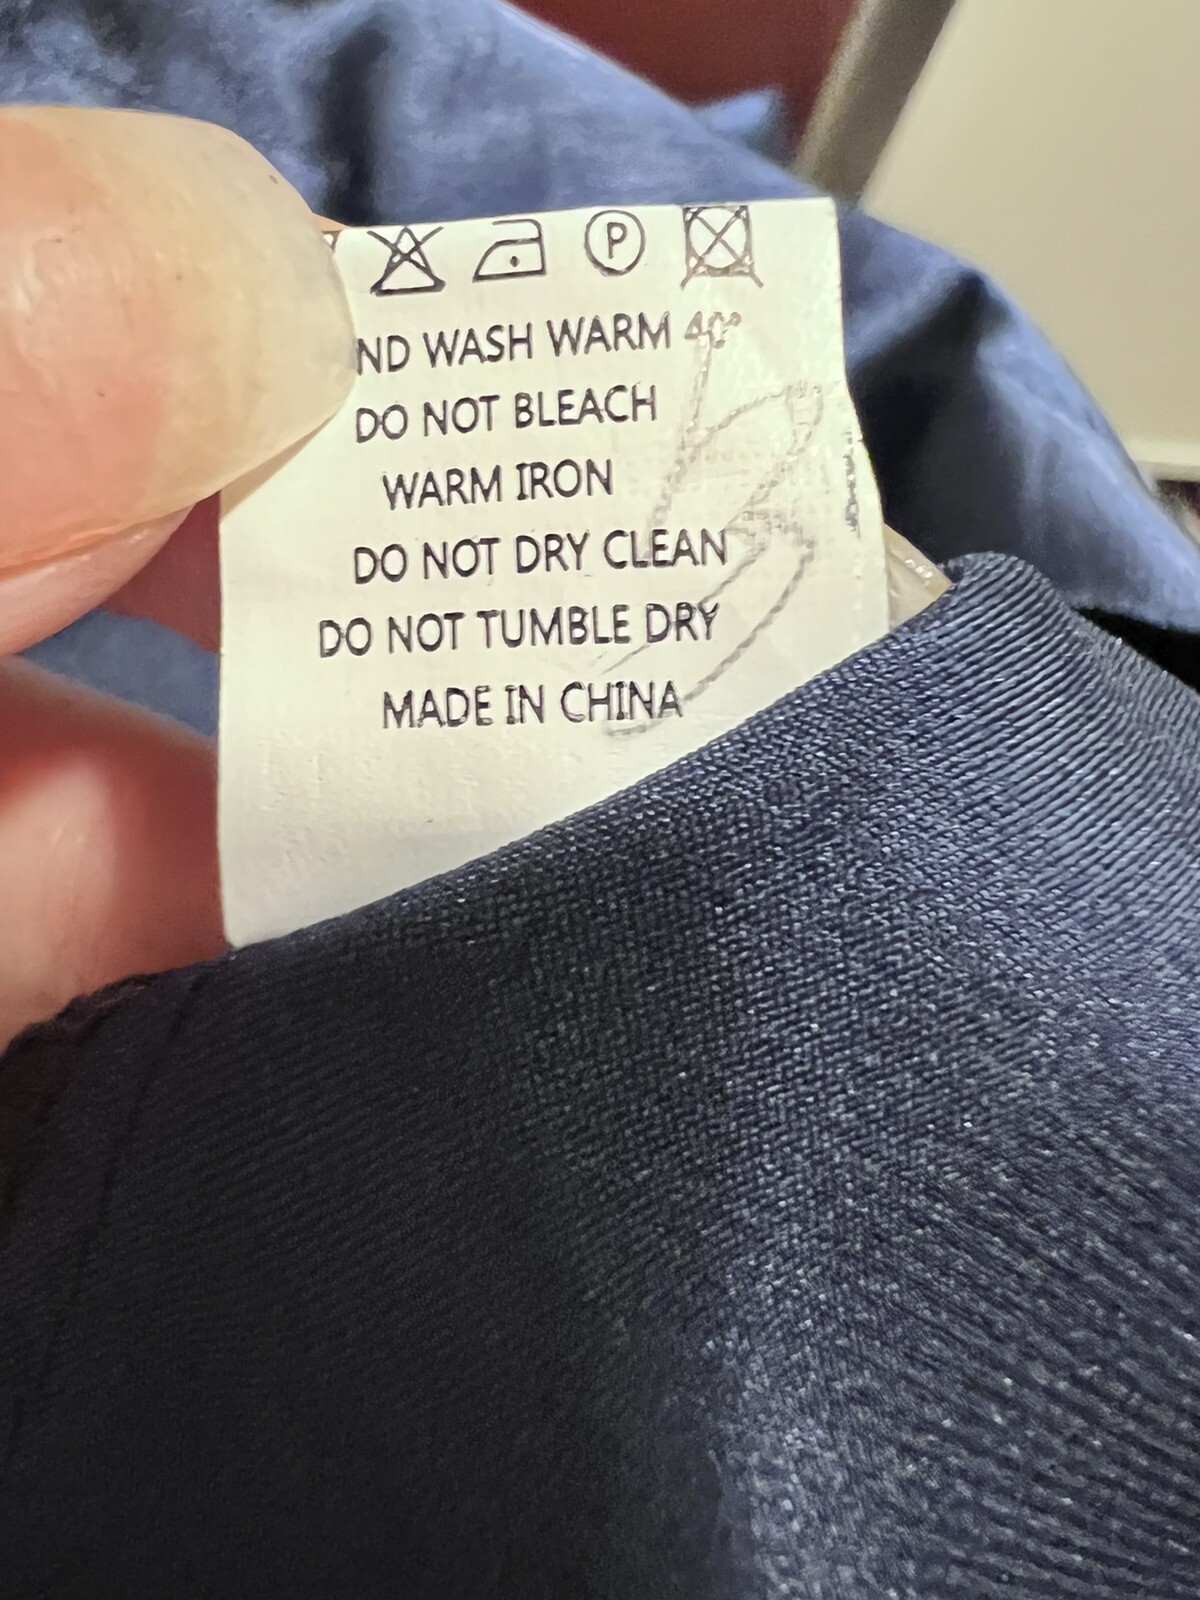 P
ND WASH WARM 40°
DO NOT BLEACH
WARM IRON
DO NOT DRY CLEAN
DO NOT TUMBLE DRY
MADE IN CHINA